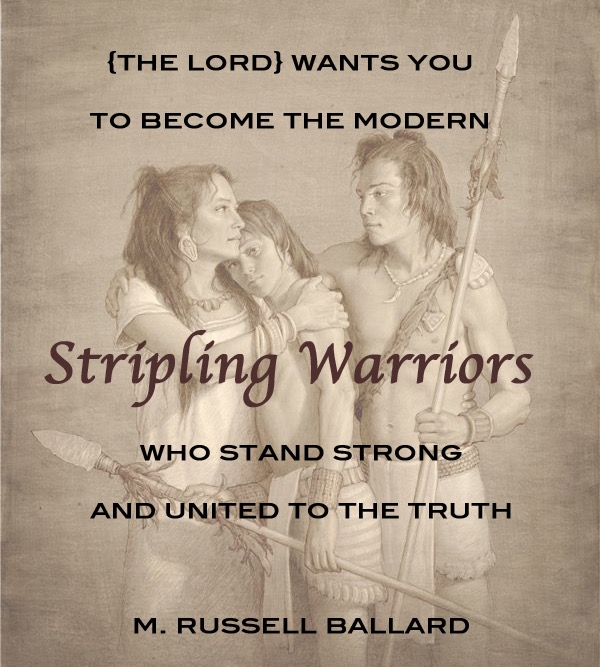 {THE LORD} WANTS YOU
TO BECOME THE MODERN
Stripling Warriors
WHO STAND STRONG
AND UNITED TO THE TRUTH
M. RUSSELL BALLARD